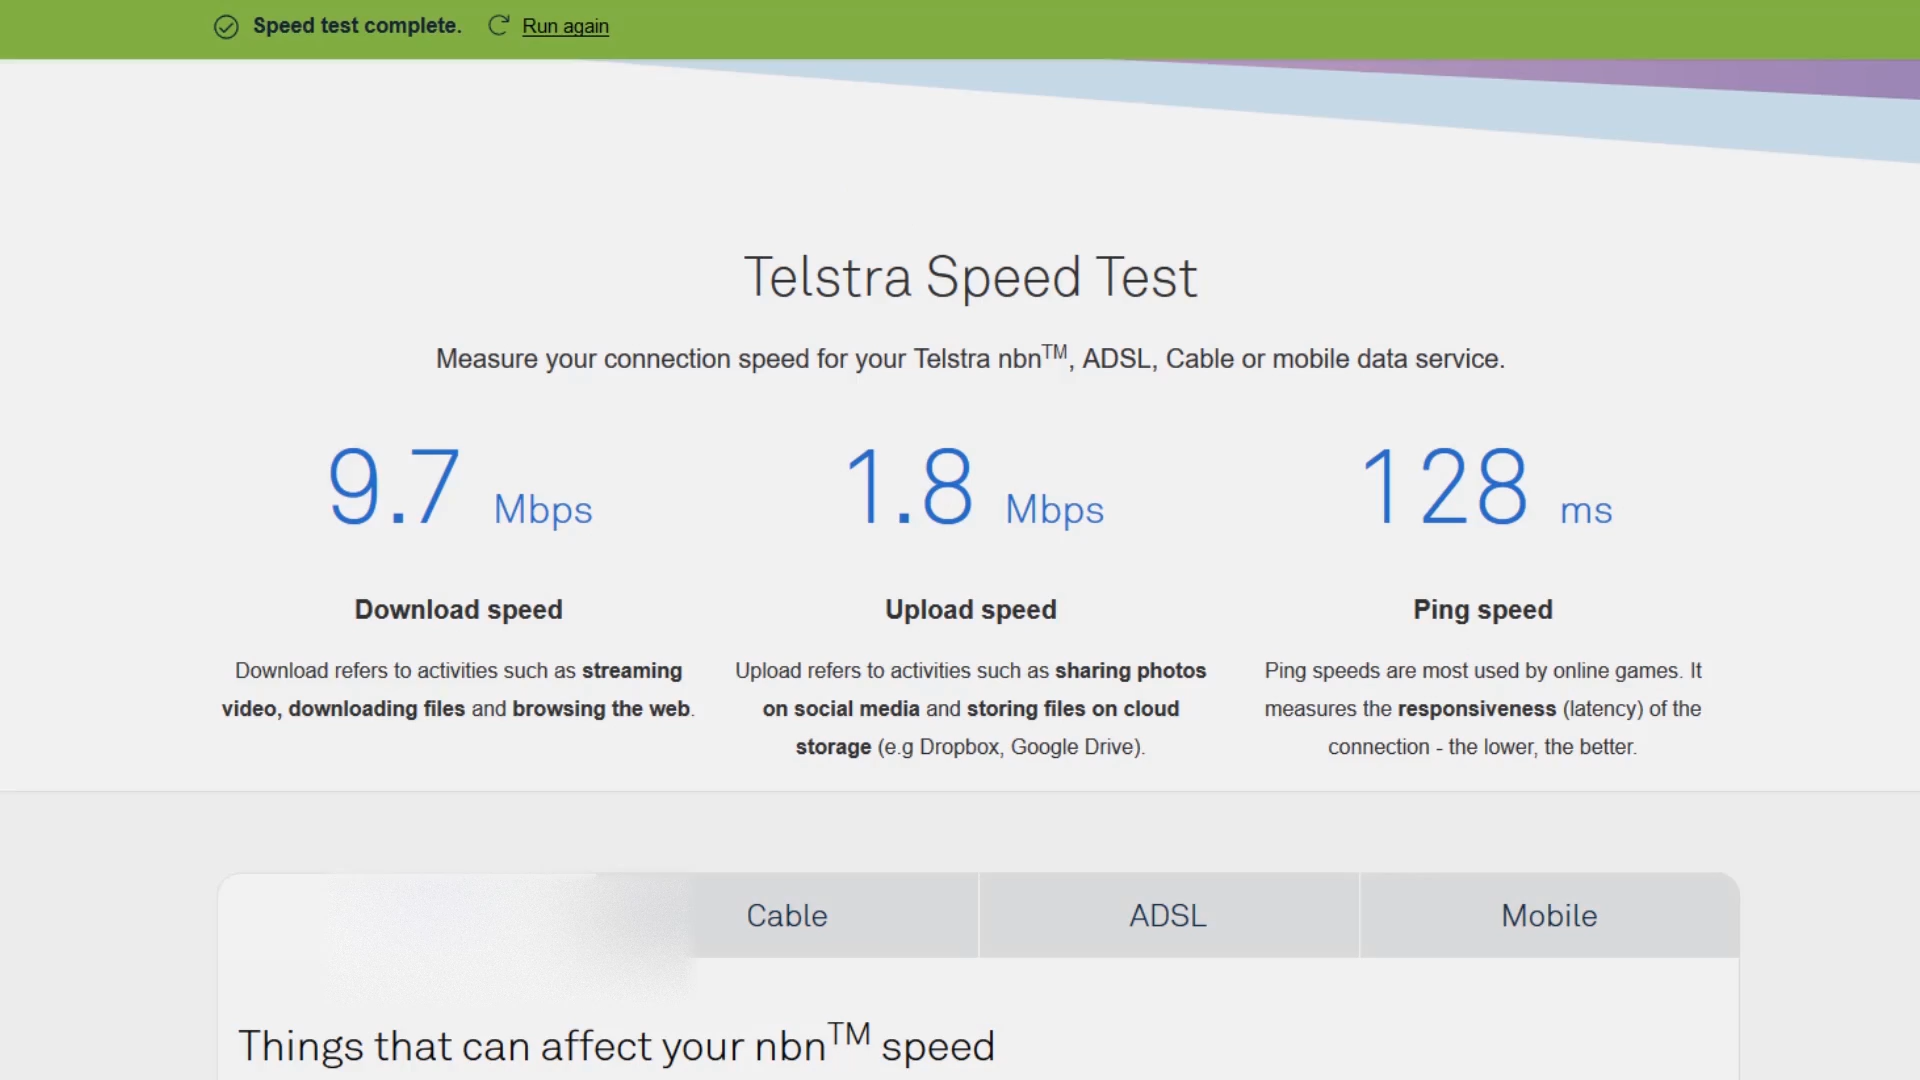 Speed test complete. Run again
Telstra Speed Test
Measure your connection speed for your Telstra nbn™, ADSL, Cable or mobile data service.
9.7 Mbps
Download speed
Download refers to activities such as streaming
video, downloading files and browsing the web.
1.8 Mbps
Upload speed
Upload refers to activities such as sharing photos
on social media and storing files on cloud
storage (e.g Dropbox, Google Drive).
128 ms
Ping speed
Ping speeds are most used by online games. It
measures the responsiveness (latency) of the
connection - the lower, the better.
Cable
ADSL
Mobile
Things that can affect your nbn™ speed